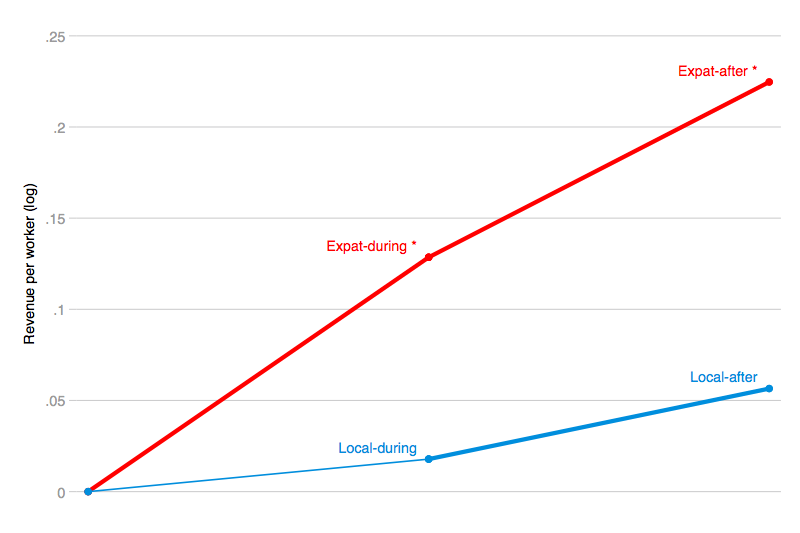 .25
Expat-after *
.2
.15
Expat-during *
Revenue per worker (log)
.1
Local-after
.05
Local-during
0